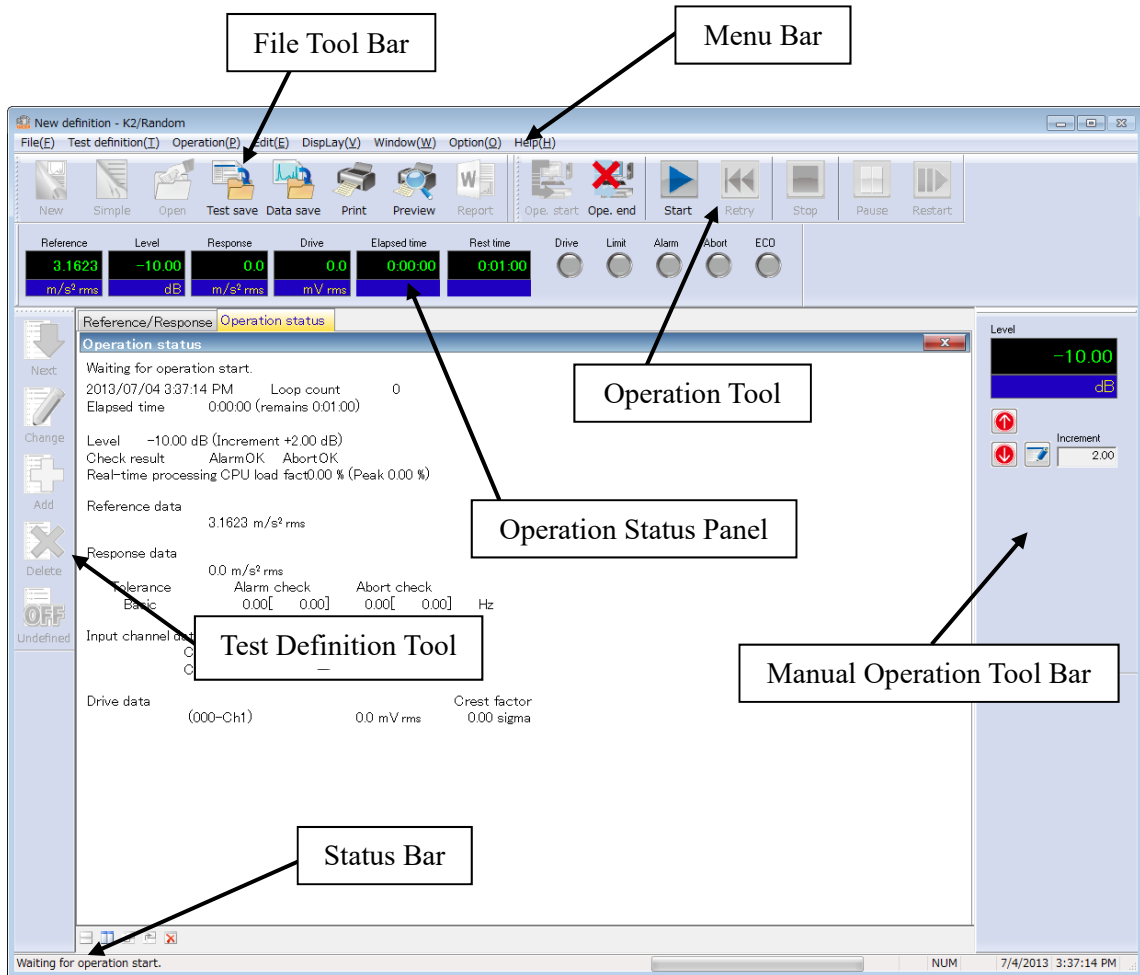 File Tool Bar
Menu Bar
New definition - K2/Random
File(F) Test definition(T) Operation(P) Edit(E) DispLay(V) Window(W) Option(O) Help(H)
New Simple Open Test save Data save Print Preview Report Ope. start Ope. end Start Retry Stop Pause Restart
Reference Level Response Drive Elapsed time Rest time Drive Limit Alarm Abort ECO
3.1623 -10.00 0.0 0.0 0:00:00 0:01:00
m/s² rms dB m/s² rms mV rms
Reference/Response Operation status
Operation status
Waiting for operation start.
2013/07/04 3:37:14 PM Loop count 0
Elapsed time 0:00:00 (remains 0:01:00)
Level -10.00 dB (Increment +2.00 dB)
Check result AlarmOK AbortOK
Real-time processing CPU load fact0.00 % (Peak 0.00 %)
Reference data
3.1623 m/s² rms
Response data
0.0 m/s² rms
Tolerance Alarm check Abort check
Basic 0.00[ 0.00] 0.00[ 0.00] Hz
Input channel
C
C
Drive data Crest factor
(000-Ch1) 0.0 mV rms 0.00 sigma
Next
Change
Add
Delete
OFF
Undefined
Level
-10.00
dB
Increment
2.00
Operation Tool
Operation Status Panel
Test Definition Tool
Manual Operation Tool Bar
Status Bar
Waiting for operation start. NUM 7/4/2013 3:37:14 PM